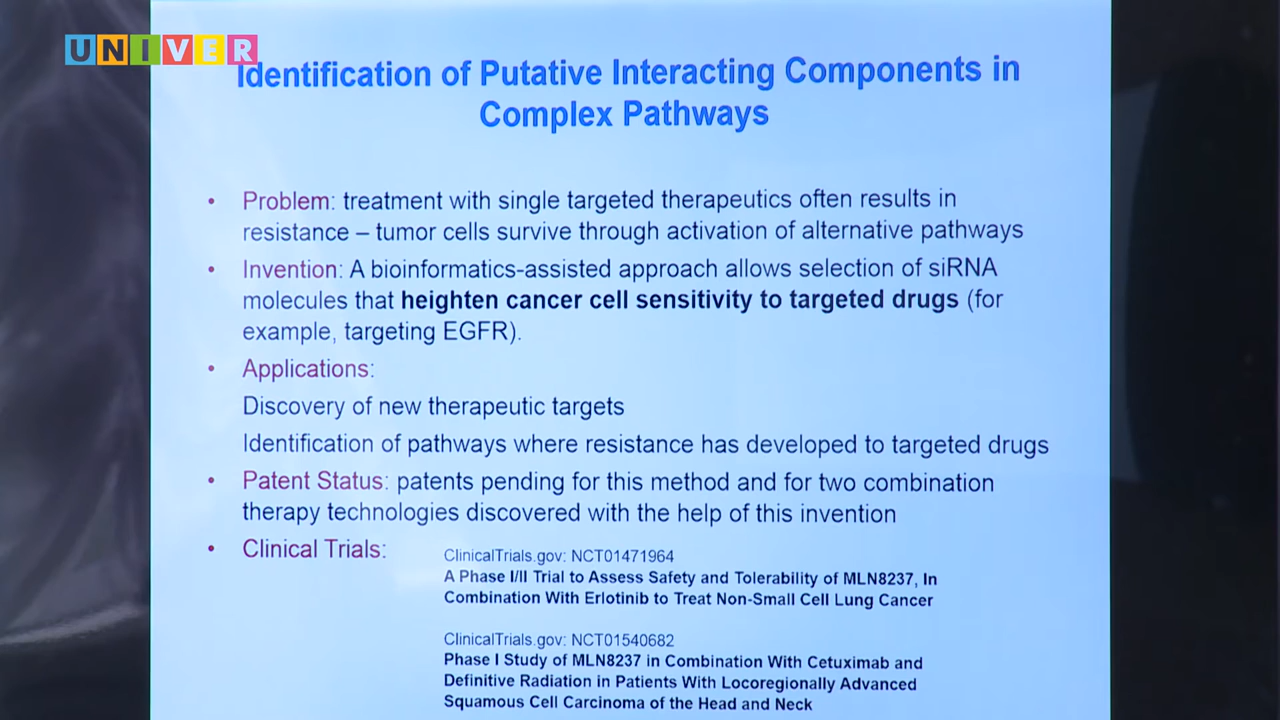 UNIVER
Identification of Putative Interacting Components in
Complex Pathways
• Problem: treatment with single targeted therapeutics often results in
resistance – tumor cells survive through activation of alternative pathways
• Invention: A bioinformatics-assisted approach allows selection of siRNA
molecules that heighten cancer cell sensitivity to targeted drugs (for
example, targeting EGFR).
• Applications:
Discovery of new therapeutic targets
Identification of pathways where resistance has developed to targeted drugs
• Patent Status: patents pending for this method and for two combination
therapy technologies discovered with the help of this invention
• Clinical Trials:
ClinicalTrials.gov: NCT01471964
A Phase I/II Trial to Assess Safety and Tolerability of MLN8237, In
Combination With Erlotinib to Treat Non-Small Cell Lung Cancer
ClinicalTrials.gov: NCT01540682
Phase I Study of MLN8237 in Combination With Cetuximab and
Definitive Radiation in Patients With Locoregionally Advanced
Squamous Cell Carcinoma of the Head and Neck